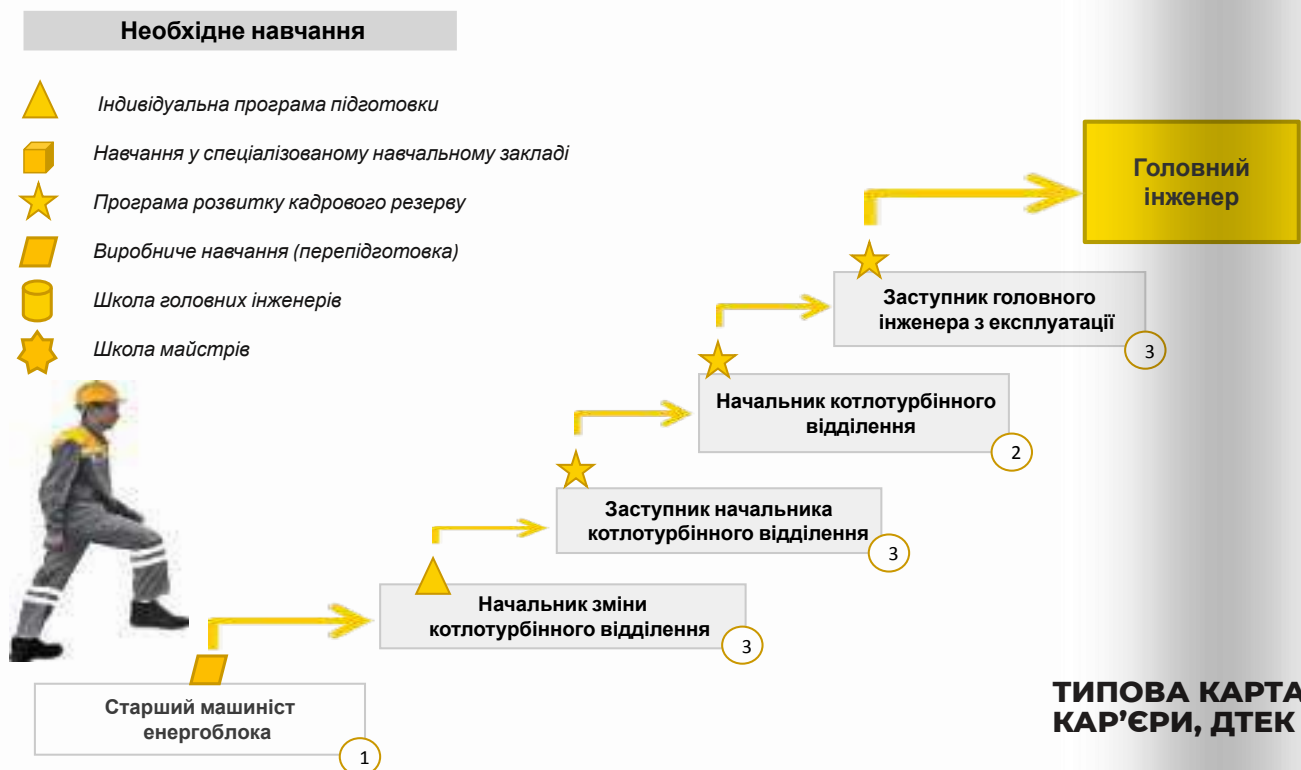 Необхідне навчання
Індивідуальна програма підготовки
Навчання у спеціалізованому навчальному закладі
Програма розвитку кадрового резерву
Виробниче навчання (перепідготовка)
Школа головних інженерів
Школа майстрів
Головний
інженер
Заступник головного
інженера з експлуатації
3
Начальник котлотурбінного
відділення
2
Заступник начальника
котлотурбінного відділення
3
Начальник зміни
котлотурбінного відділення
3
Старший машиніст
енергоблока
1
ТИПОВА КАРТА
КАР’ЄРИ, ДТЕК